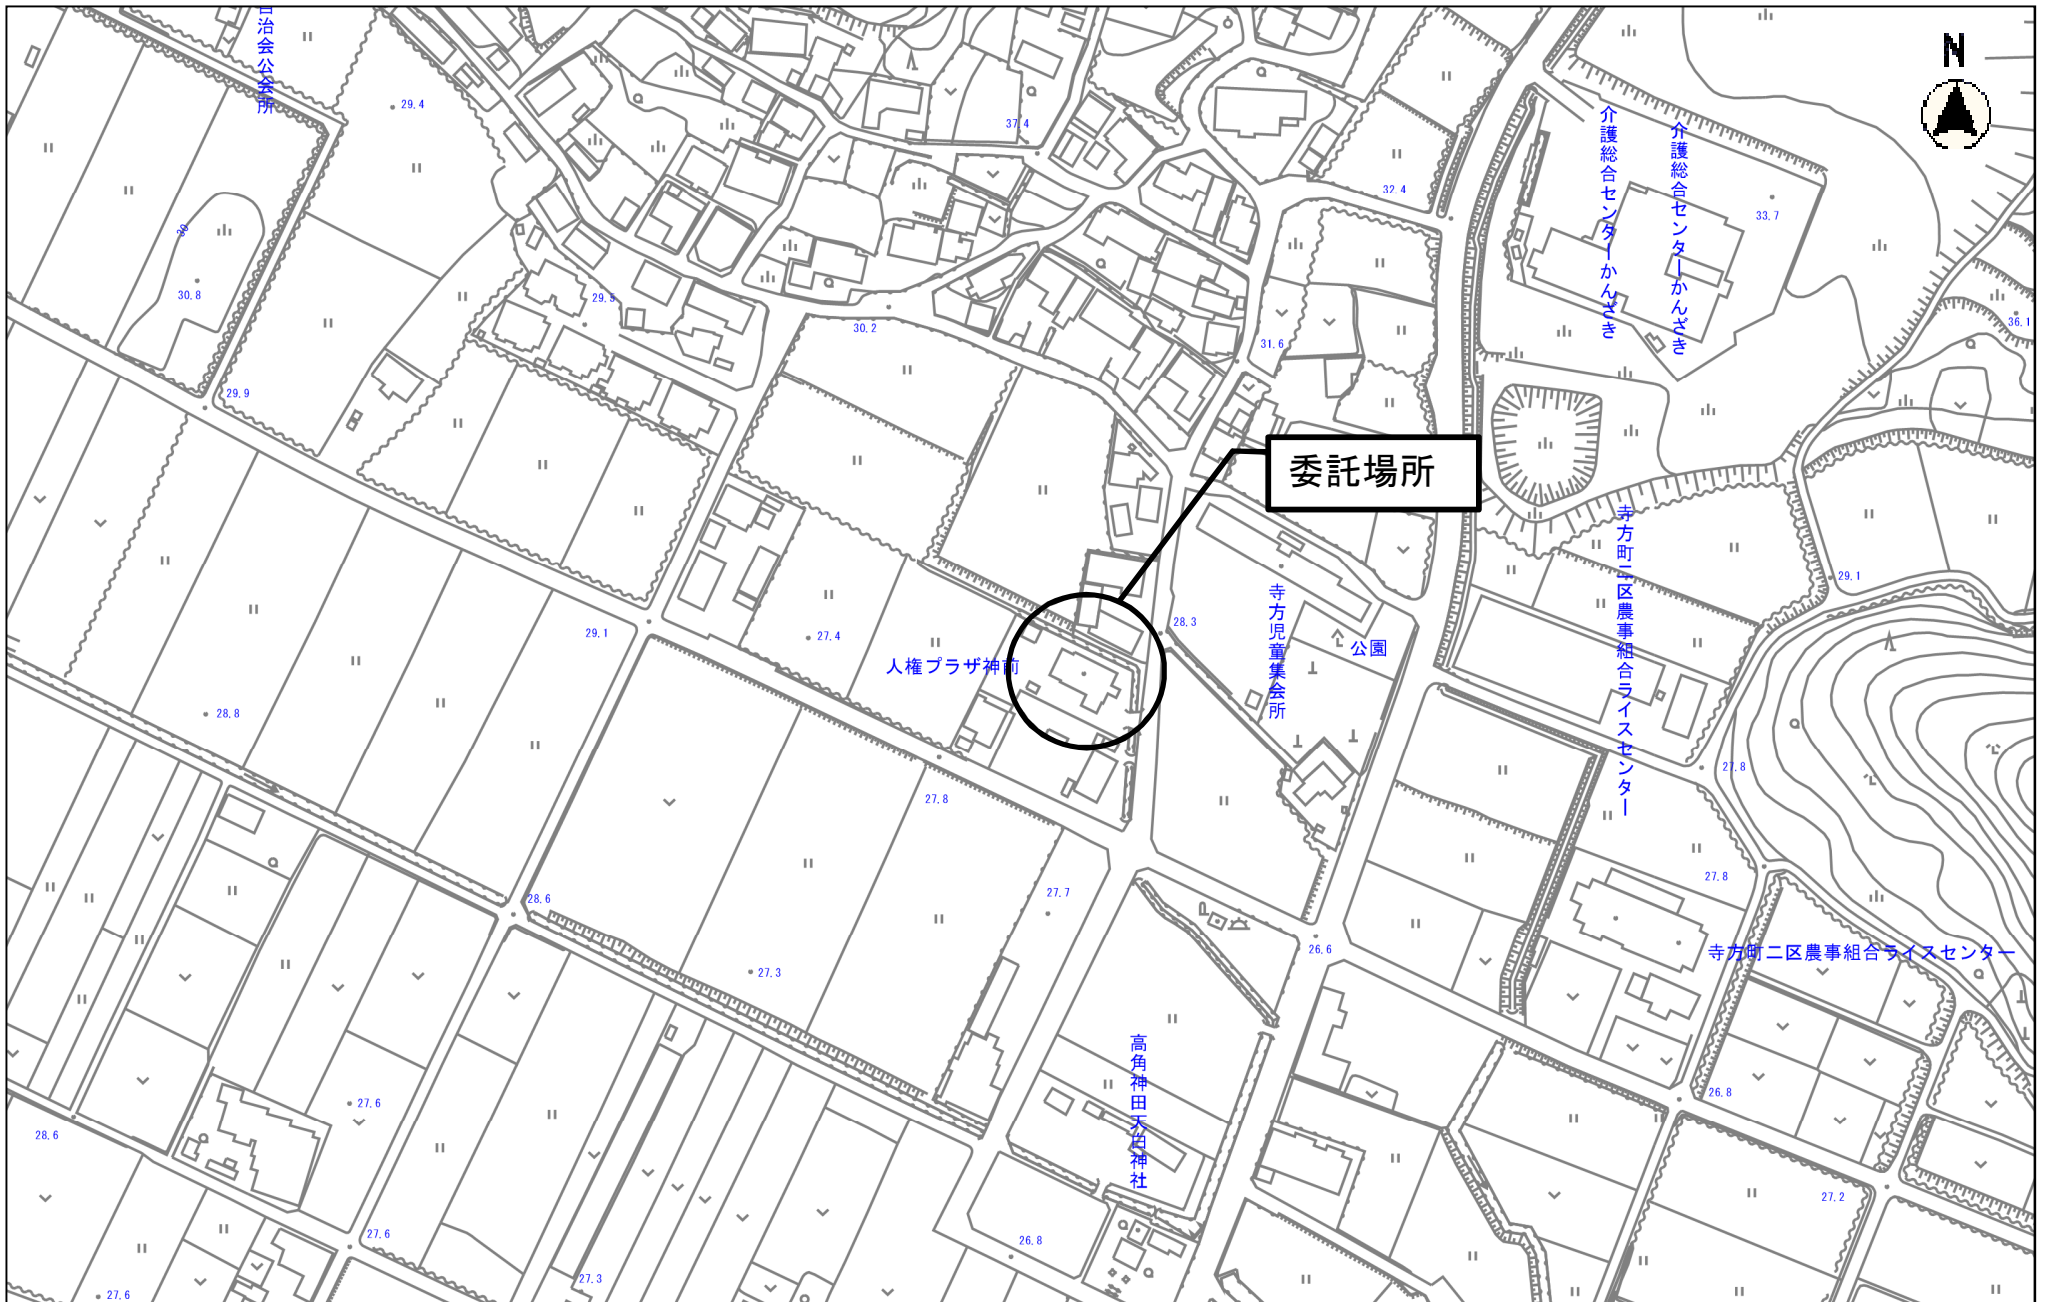 自治会公会所
N
29.4
37.4
介護総合センターかんざき
介護総合センターかんざき
32.4
33.7
30
30.8
29.5
30.2
31.6
36.1
29.9
委託場所
寺方町二区農事組合ライスセンター
29.1
寺方児童集会所
28.3
29.1
27.4
公園
人権プラザ神前
28.8
27.8
27.8
27.8
28.6
27.7
26.6
寺方町二区農事組合ライスセンター
27.3
高角神田天白神社
26.8
27.6
28.6
27.2
27.6
26.8
27.3
27.6